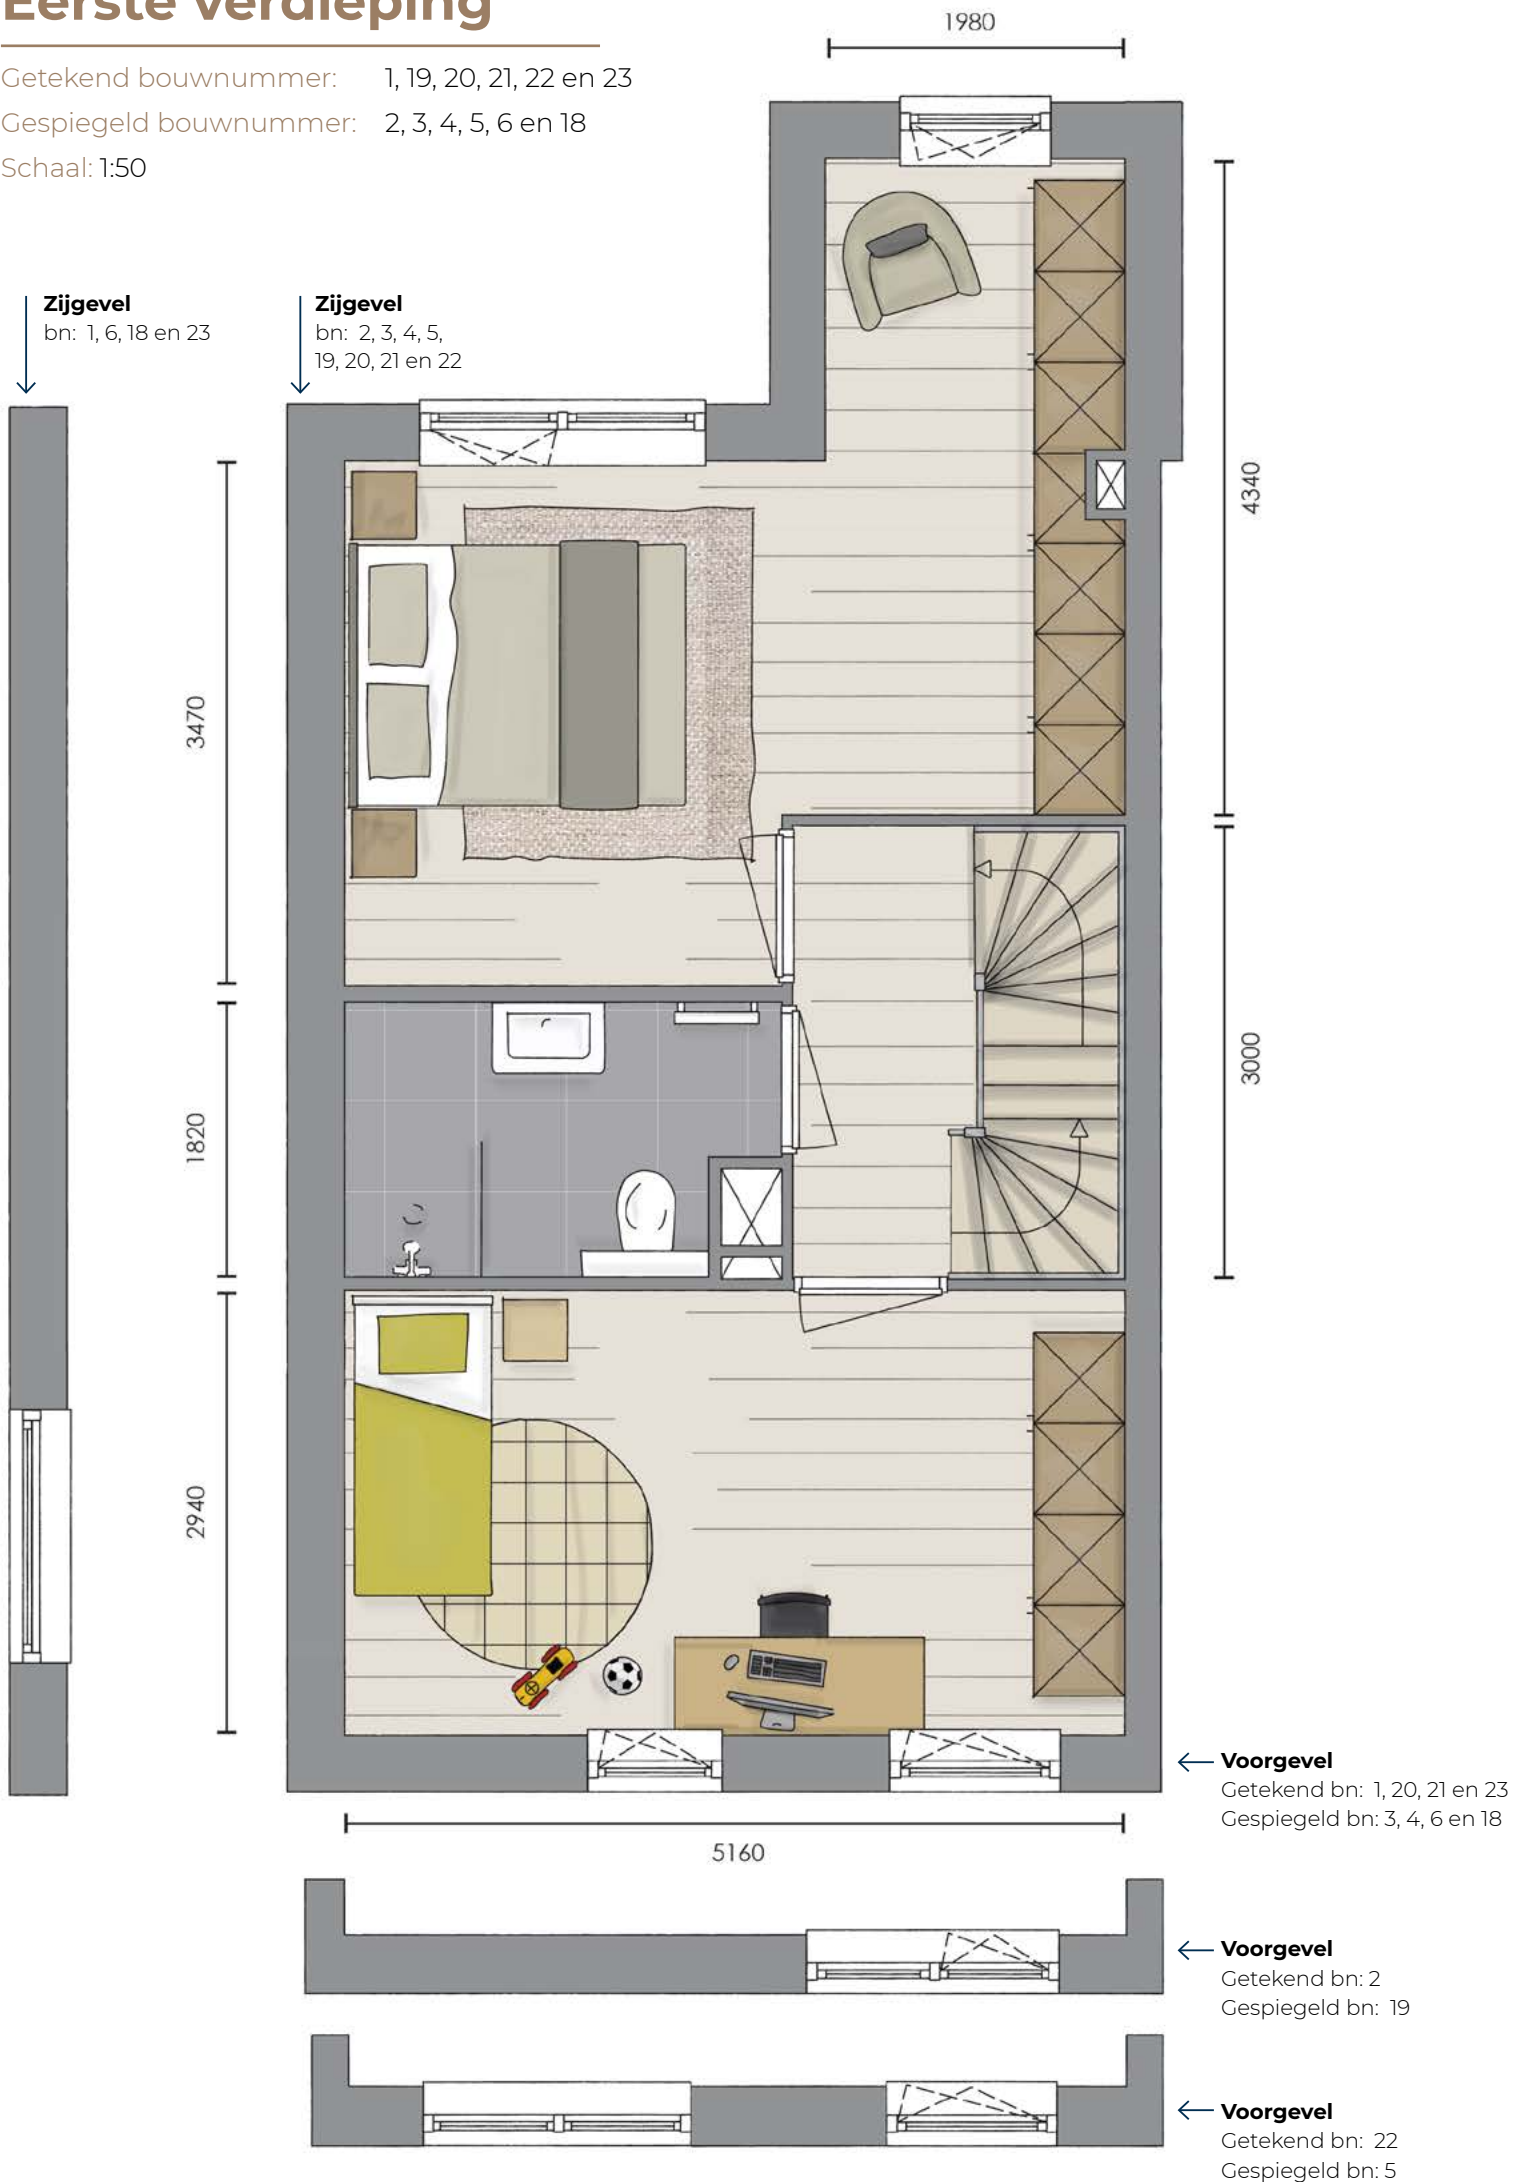 Eerste verdieping
Getekend bouwnummer: 1, 19, 20, 21, 22 en 23
Gespiegeld bouwnummer: 2, 3, 4, 5, 6 en 18
Schaal: 1:50
1980
Zijgevel
bn: 1, 6, 18 en 23
Zijgevel
bn: 2, 3, 4, 5,
19, 20, 21 en 22
4340
3470
3000
1820
2940
Voorgevel
Getekend bn: 1, 20, 21 en 23
Gespiegeld bn: 3, 4, 6 en 18
5160
Voorgevel
Getekend bn: 2
Gespiegeld bn: 19
Voorgevel
Getekend bn: 22
Gespiegeld bn: 5